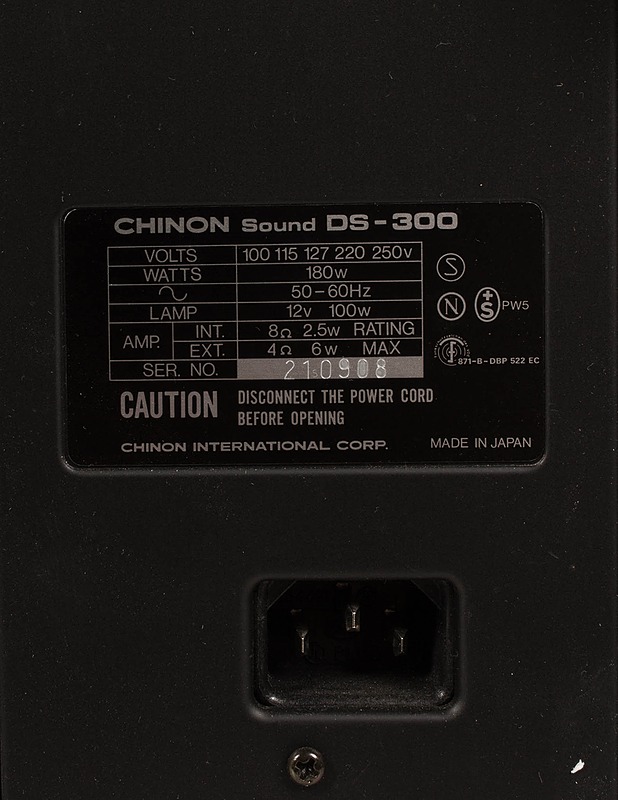 CHINON Sound DS-300
VOLTS 100 115 127 220 250v
WATTS 180w
50-60Hz
LAMP 12v 100w
AMP. INT. 8Ω 2.5w RATING
EXT. 4Ω 6w MAX
SER. NO. 210908
S
N
+S PW5
871-B-DBP 522 EC
CAUTION DISCONNECT THE POWER CORD
BEFORE OPENING
CHINON INTERNATIONAL CORP. MADE IN JAPAN